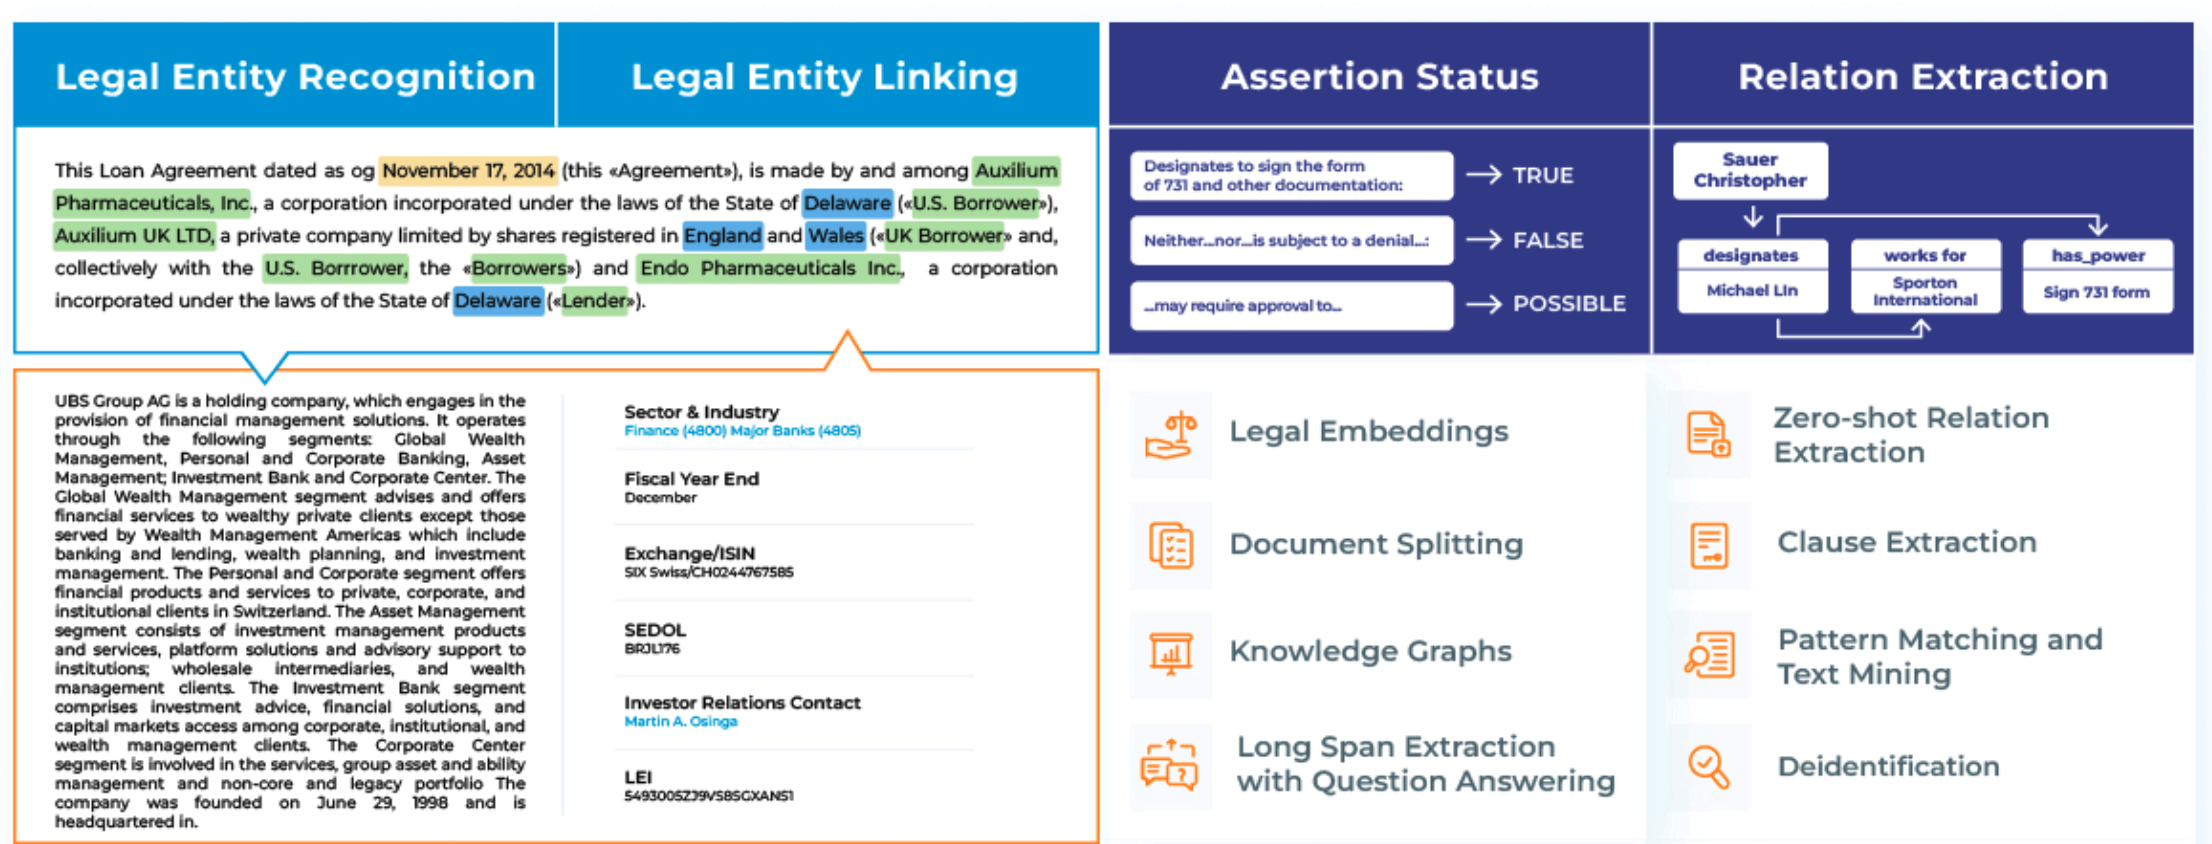 Legal Entity Recognition
Legal Entity Linking
This Loan Agreement dated as og November 17, 2014 (this «Agreement»), is made by and among Auxilium
Pharmaceuticals, Inc., a corporation incorporated under the laws of the State of Delaware («U.S. Borrower»),
Auxilium UK LTD, a private company limited by shares registered in England and Wales («UK Borrower» and,
collectively with the U.S. Borrrower, the «Borrowers») and Endo Pharmaceuticals Inc., a corporation
incorporated under the laws of the State of Delaware («Lender»).
UBS Group AG is a holding company, which engages in the
provision of financial management solutions. It operates
through the following segments: Global Wealth
Management, Personal and Corporate Banking, Asset
Management; Investment Bank and Corporate Center. The
Global Wealth Management segment advises and offers
financial services to wealthy private clients except those
served by Wealth Management Americas which include
banking and lending, wealth planning, and investment
management. The Personal and Corporate segment offers
financial products and services to private, corporate, and
institutional clients in Switzerland. The Asset Management
segment consists of investment management products
and services, platform solutions and advisory support to
institutions; wholesale intermediaries, and wealth
management clients. The Investment Bank segment
comprises investment advice, financial solutions, and
capital markets access among corporate, institutional, and
wealth management clients. The Corporate Center
segment is involved in the services, group asset and ability
management and non-core and legacy portfolio The
company was founded on June 29, 1998 and is
headquartered in.
Sector & Industry
Finance (4800) Major Banks (4805)
Fiscal Year End
December
Exchange/ISIN
SIX Swiss/CH0244767585
SEDOL
BRJL176
Investor Relations Contact
Martin A. Osinga
LEI
549300SZJ9VS8SGXAN51
Assertion Status
Designates to sign the form
of 731 and other documentation:
TRUE
Neither...nor...is subject to a denial...:
FALSE
...may require approval to...
POSSIBLE
Relation Extraction
Sauer
Christopher
designates
Michael LIn
works for
Sporton
International
has_power
Sign 731 form
Legal Embeddings
Document Splitting
Knowledge Graphs
Long Span Extraction
with Question Answering
Zero-shot Relation
Extraction
Clause Extraction
Pattern Matching and
Text Mining
Deidentification